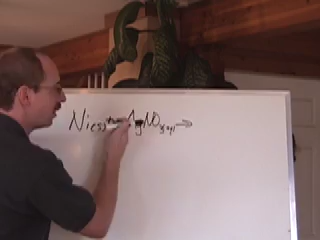 Ni(s) + AgNO3(aq) →